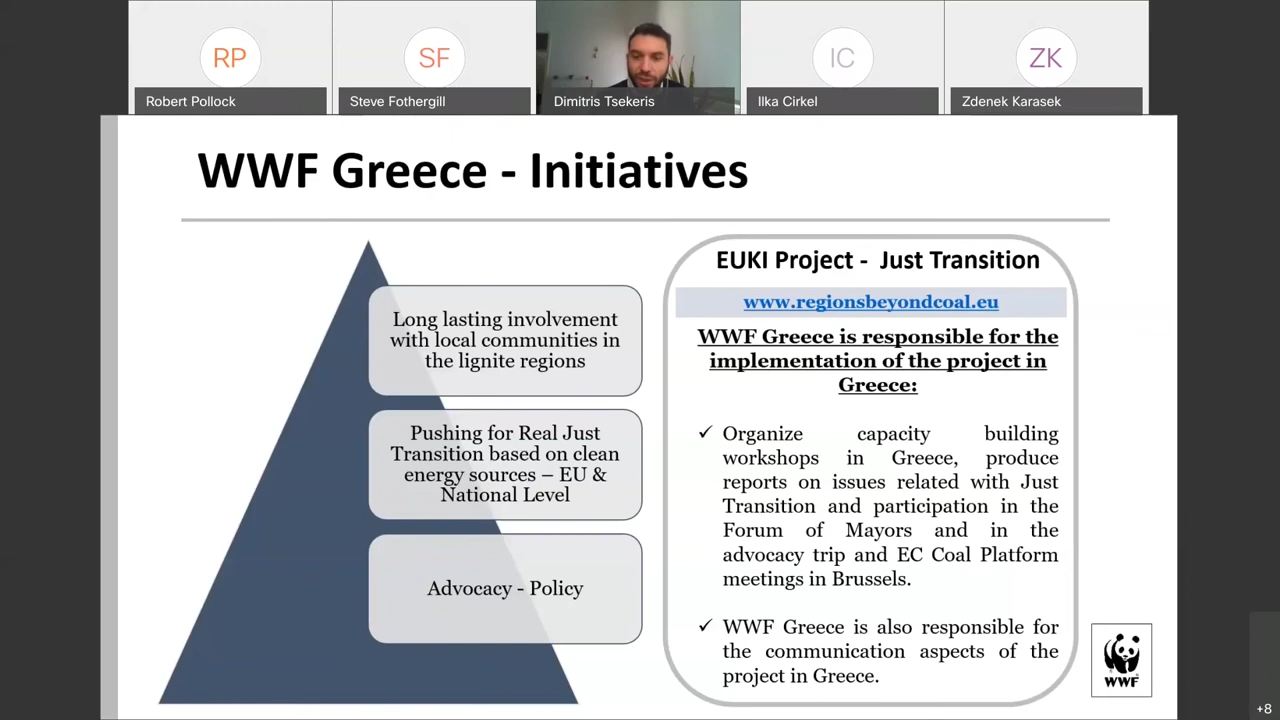 RP
SF
IC
ZK
Robert Pollock
Steve Fothergill
Dimitris Tsekeris
Ilka Cirkel
Zdenek Karasek
WWF Greece - Initiatives
Long lasting involvement
with local communities in
the lignite regions
Pushing for Real Just
Transition based on clean
energy sources – EU &
National Level
Advocacy - Policy
EUKI Project - Just Transition
www.regionsbeyondcoal.eu
WWF Greece is responsible for the
implementation of the project in
Greece:
✓ Organize capacity building
workshops in Greece, produce
reports on issues related with Just
Transition and participation in the
Forum of Mayors and in the
advocacy trip and EC Coal Platform
meetings in Brussels.
✓ WWF Greece is also responsible for
the communication aspects of the
project in Greece.
WWF
+8